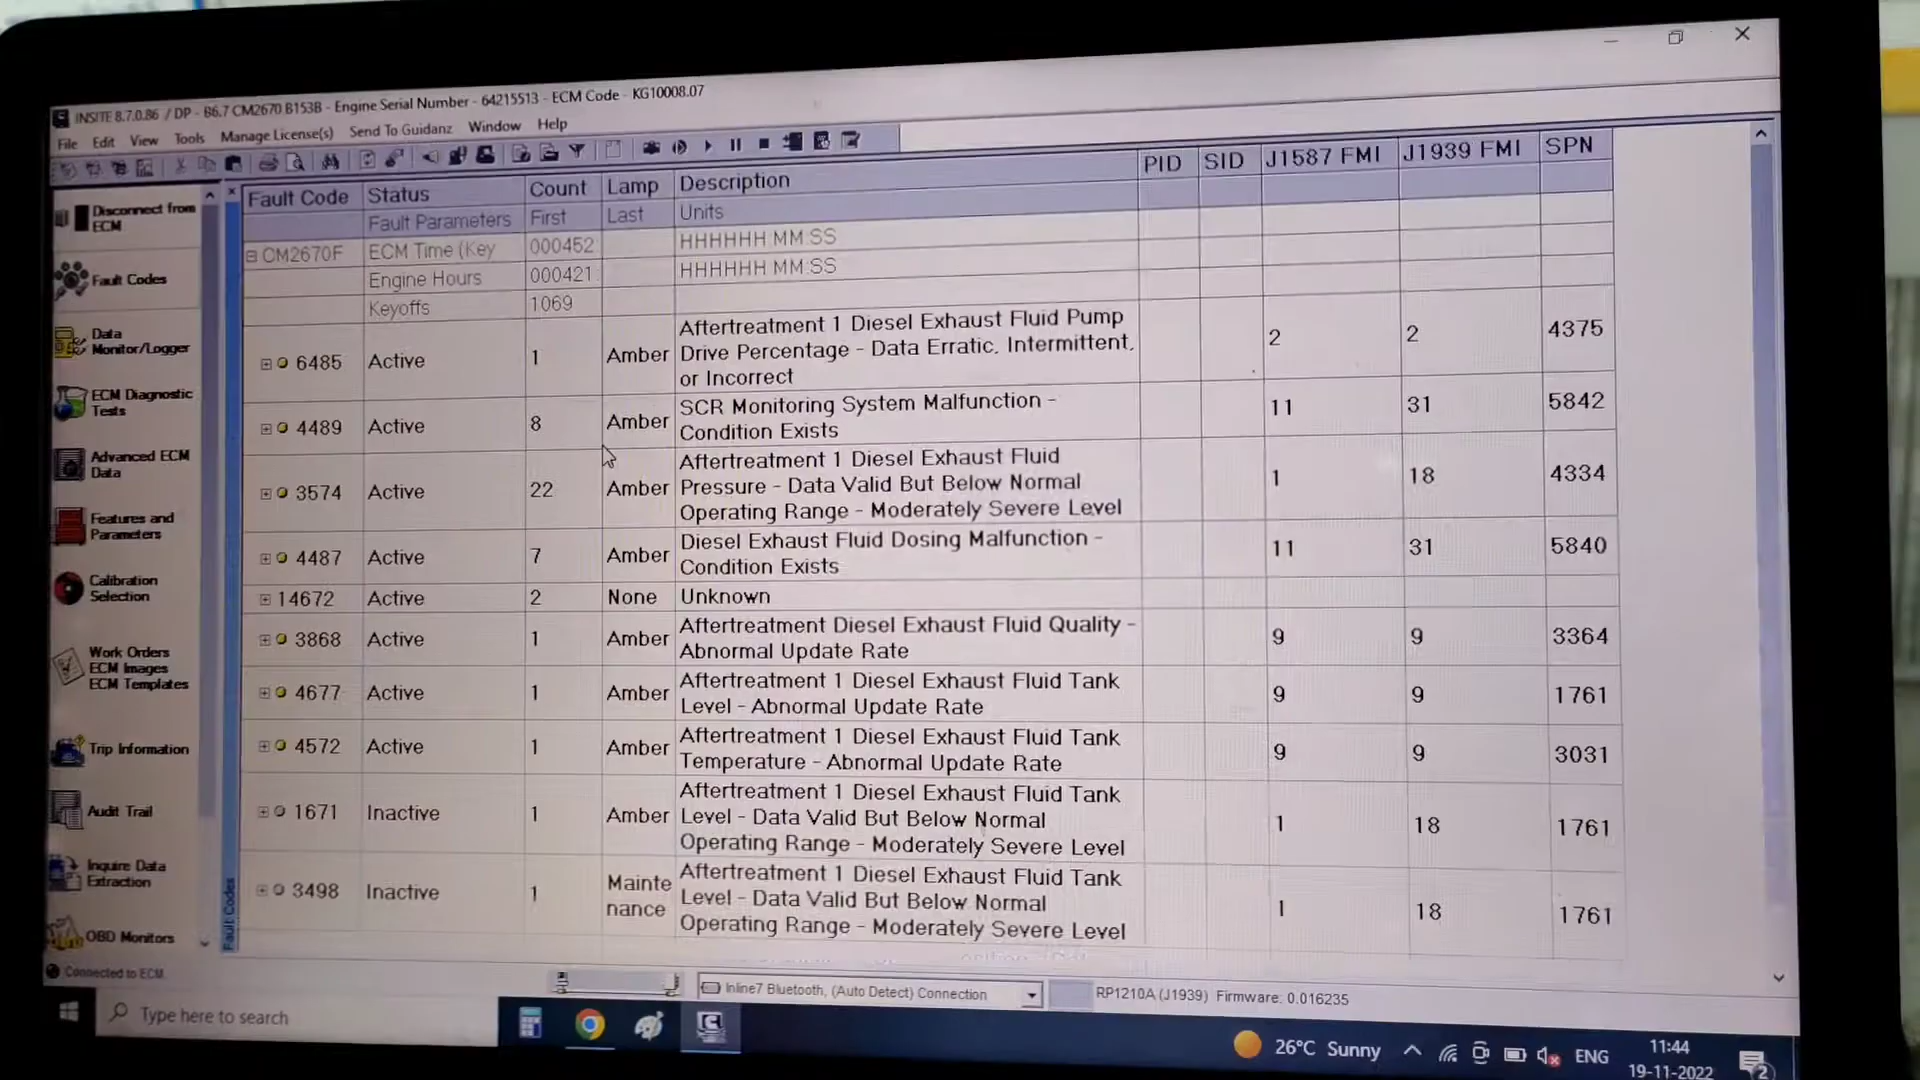 INSITE 8.7.0.86 / DP - B6.7 CM2670 B153B - Engine Serial Number - 64215513 - ECM Code - KG10008.07
File Edit View Tools Manage License(s) Send To Guidanz Window Help
Disconnect from
ECM
Fault Codes
Data
Monitor/Logger
ECM Diagnostic
Tests
Advanced ECM
Data
Features and
Parameters
Calibration
Selection
Work Orders
ECM Images
ECM Templates
Trip Information
Audit Trail
Inquire Data
Extraction
OBD Monitors
Fault Codes
Fault Code Status Count Lamp Description PID SID J1587 FMI J1939 FMI SPN
Fault Parameters First Last Units
CM2670F ECM Time (Key 000452 HHHHHH MM:SS
Engine Hours 000421 HHHHHH MM:SS
Keyoffs 1069
6485 Active 1 Amber Aftertreatment 1 Diesel Exhaust Fluid Pump
Drive Percentage - Data Erratic, Intermittent,
or Incorrect 2 2 4375
4489 Active 8 Amber SCR Monitoring System Malfunction -
Condition Exists 11 31 5842
3574 Active 22 Amber Aftertreatment 1 Diesel Exhaust Fluid
Pressure - Data Valid But Below Normal
Operating Range - Moderately Severe Level 1 18 4334
4487 Active 7 Amber Diesel Exhaust Fluid Dosing Malfunction -
Condition Exists 11 31 5840
14672 Active 2 None Unknown
3868 Active 1 Amber Aftertreatment Diesel Exhaust Fluid Quality -
Abnormal Update Rate 9 9 3364
4677 Active 1 Amber Aftertreatment 1 Diesel Exhaust Fluid Tank
Level - Abnormal Update Rate 9 9 1761
4572 Active 1 Amber Aftertreatment 1 Diesel Exhaust Fluid Tank
Temperature - Abnormal Update Rate 9 9 3031
1671 Inactive 1 Amber Aftertreatment 1 Diesel Exhaust Fluid Tank
Level - Data Valid But Below Normal
Operating Range - Moderately Severe Level 1 18 1761
3498 Inactive 1 Mainte
nance Aftertreatment 1 Diesel Exhaust Fluid Tank
Level - Data Valid But Below Normal
Operating Range - Moderately Severe Level 1 18 1761
Connected to ECM
Inline7 Bluetooth, (Auto Detect) Connection
RP1210A (J1939) Firmware: 0.016235
Type here to search
26°C Sunny
ENG
11:44
19-11-2022
2